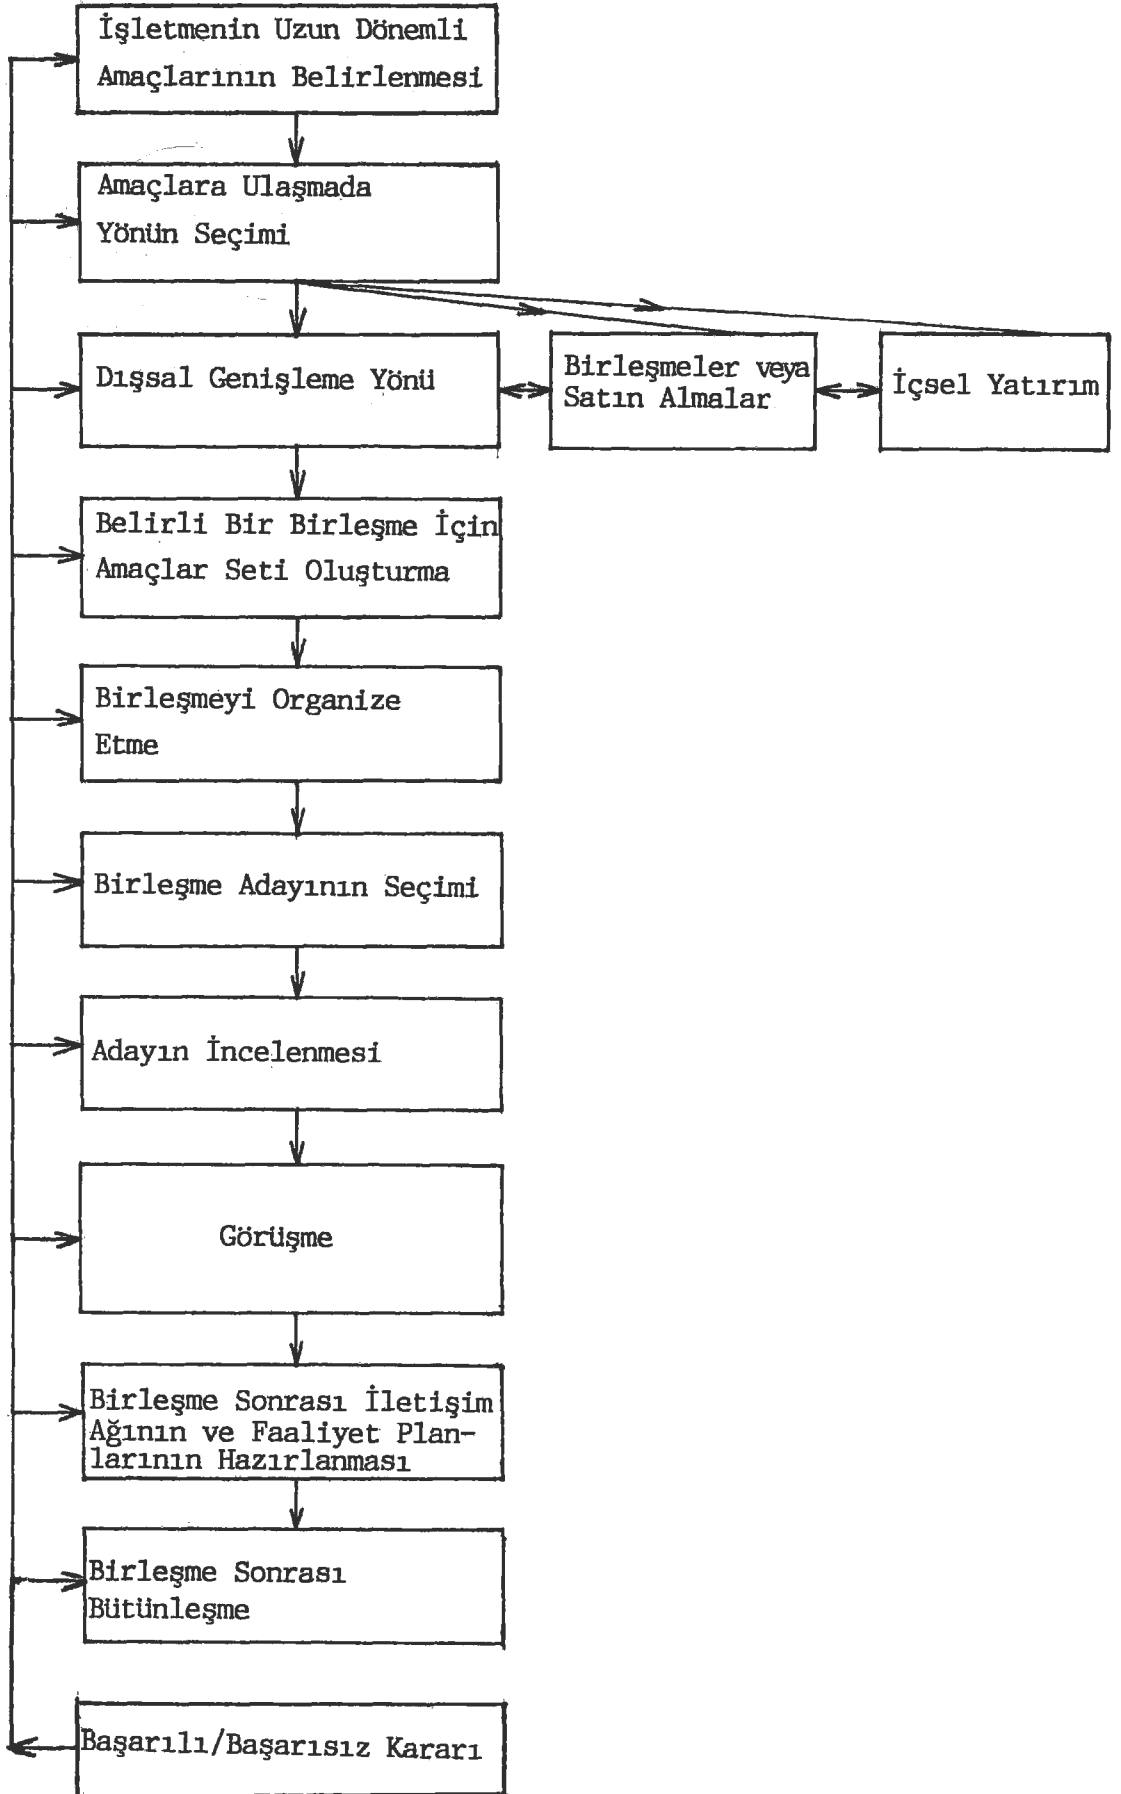 İşletmenin Uzun Dönemli
Amaçlarının Belirlenmesi
Amaçlara Ulaşmada
Yönün Seçimi
Dışsal Genişleme Yönü
Birleşmeler veya
Satın Almalar
İçsel Yatırım
Belirli Bir Birleşme İçin
Amaçlar Seti Oluşturma
Birleşmeyi Organize
Etme
Birleşme Adayının Seçimi
Adayın İncelenmesi
Görüşme
Birleşme Sonrası İletişim
Ağının ve Faaliyet Plan-
larının Hazırlanması
Birleşme Sonrası
Bütünleşme
Başarılı/Başarısız Kararı